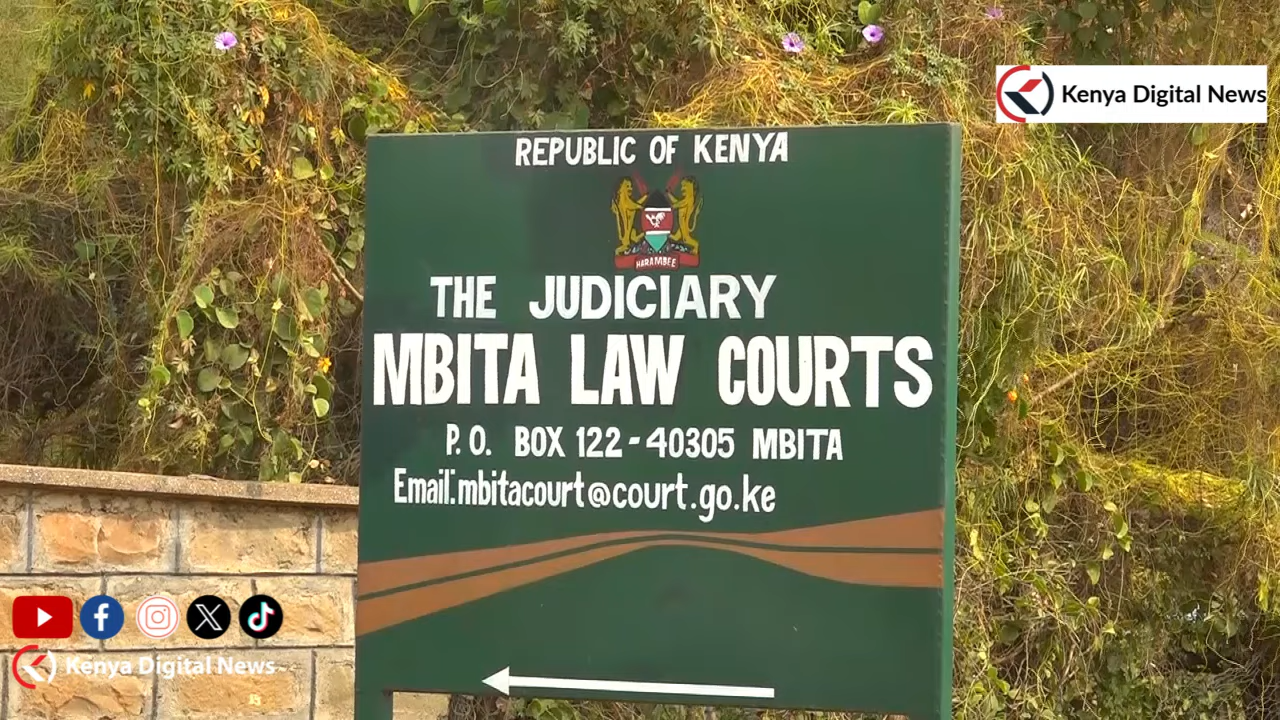 Kenya Digital News
REPUBLIC OF KENYA
HARAMBEE
THE JUDICIARY
MBITA LAW COURTS
P. O. BOX 122-40305 MBITA
Email:mbitacourt@court.go.ke
Kenya Digital News